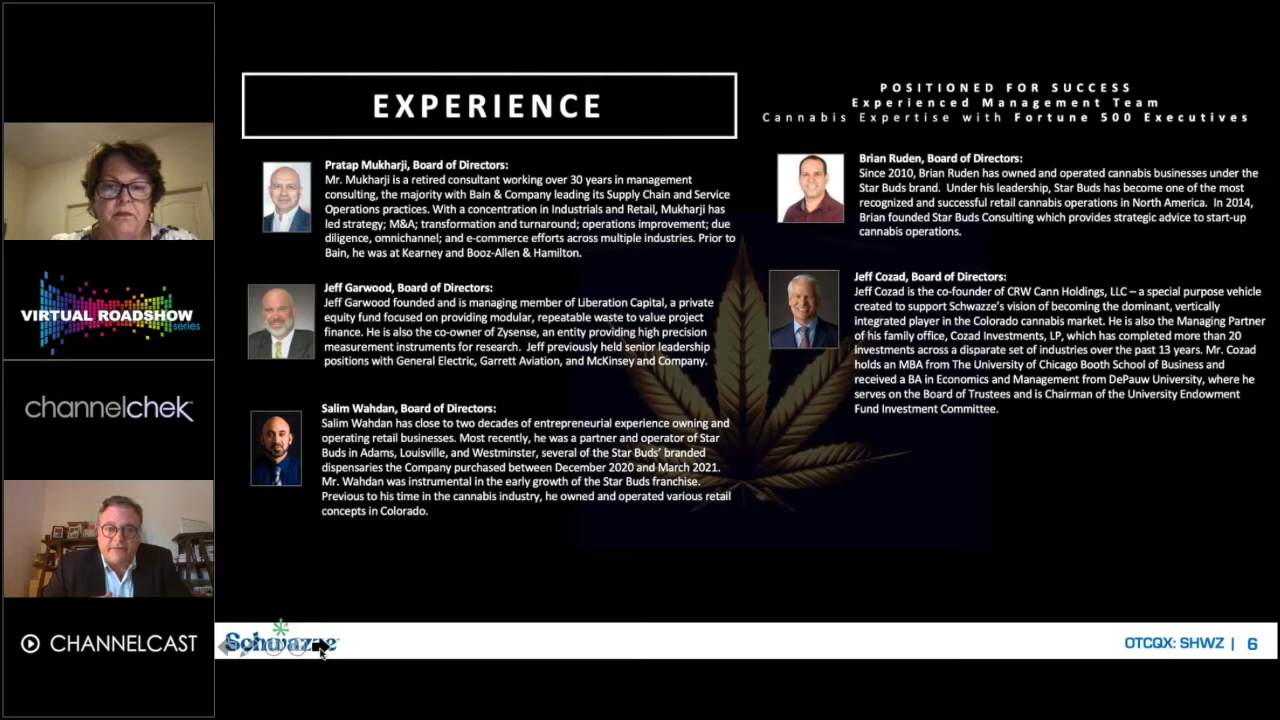 VIRTUAL ROADSHOW
series
channelchek
CHANNELCAST
EXPERIENCE
Pratap Mukharji, Board of Directors:
Mr. Mukharji is a retired consultant working over 30 years in management
consulting, the majority with Bain & Company leading its Supply Chain and Service
Operations practices. With a concentration in Industrials and Retail, Mukharji has
led strategy; M&A; transformation and turnaround; operations improvement; due
diligence, omnichannel; and e-commerce efforts across multiple industries. Prior to
Bain, he was at Kearney and Booz-Allen & Hamilton.
Jeff Garwood, Board of Directors:
Jeff Garwood founded and is managing member of Liberation Capital, a private
equity fund focused on providing modular, repeatable waste to value project
finance. He is also the co-owner of Zysense, an entity providing high precision
measurement instruments for research. Jeff previously held senior leadership
positions with General Electric, Garrett Aviation, and McKinsey and Company.
Salim Wahdan, Board of Directors:
Salim Wahdan has close to two decades of entrepreneurial experience owning and
operating retail businesses. Most recently, he was a partner and operator of Star
Buds in Adams, Louisville, and Westminster, several of the Star Buds' branded
dispensaries the Company purchased between December 2020 and March 2021.
Mr. Wahdan was instrumental in the early growth of the Star Buds franchise.
Previous to his time in the cannabis industry, he owned and operated various retail
concepts in Colorado.
POSITIONED FOR SUCCESS
Experienced Management Team
Cannabis Expertise with Fortune 500 Executives
Brian Ruden, Board of Directors:
Since 2010, Brian Ruden has owned and operated cannabis businesses under the
Star Buds brand. Under his leadership, Star Buds has become one of the most
recognized and successful retail cannabis operations in North America. In 2014,
Brian founded Star Buds Consulting which provides strategic advice to start-up
cannabis operations.
Jeff Cozad, Board of Directors:
Jeff Cozad is the co-founder of CRW Cann Holdings, LLC – a special purpose vehicle
created to support Schwazze's vision of becoming the dominant, vertically
integrated player in the Colorado cannabis market. He is also the Managing Partner
of his family office, Cozad Investments, LP, which has completed more than 20
investments across a disparate set of industries over the past 13 years. Mr. Cozad
holds an MBA from The University of Chicago Booth School of Business and
received a BA in Economics and Management from DePauw University, where he
serves on the Board of Trustees and is Chairman of the University Endowment
Fund Investment Committee.
Schwazze
OTCQX: SHWZ | 6